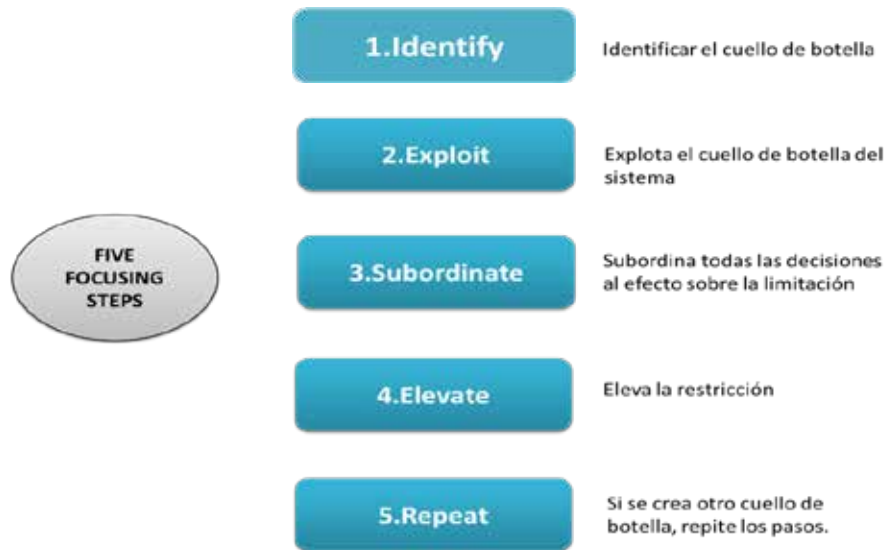 1.Identify
Identificar el cuello de botella
2.Exploit
Explota el cuello de botella del
sistema
FIVE
FOCUSING
STEPS
3.Subordinate
Subordina todas las decisiones
al efecto sobre la limitación
4.Elevate
Eleva la restricción
5.Repeat
Si se crea otro cuello de
botella, repite los pasos.